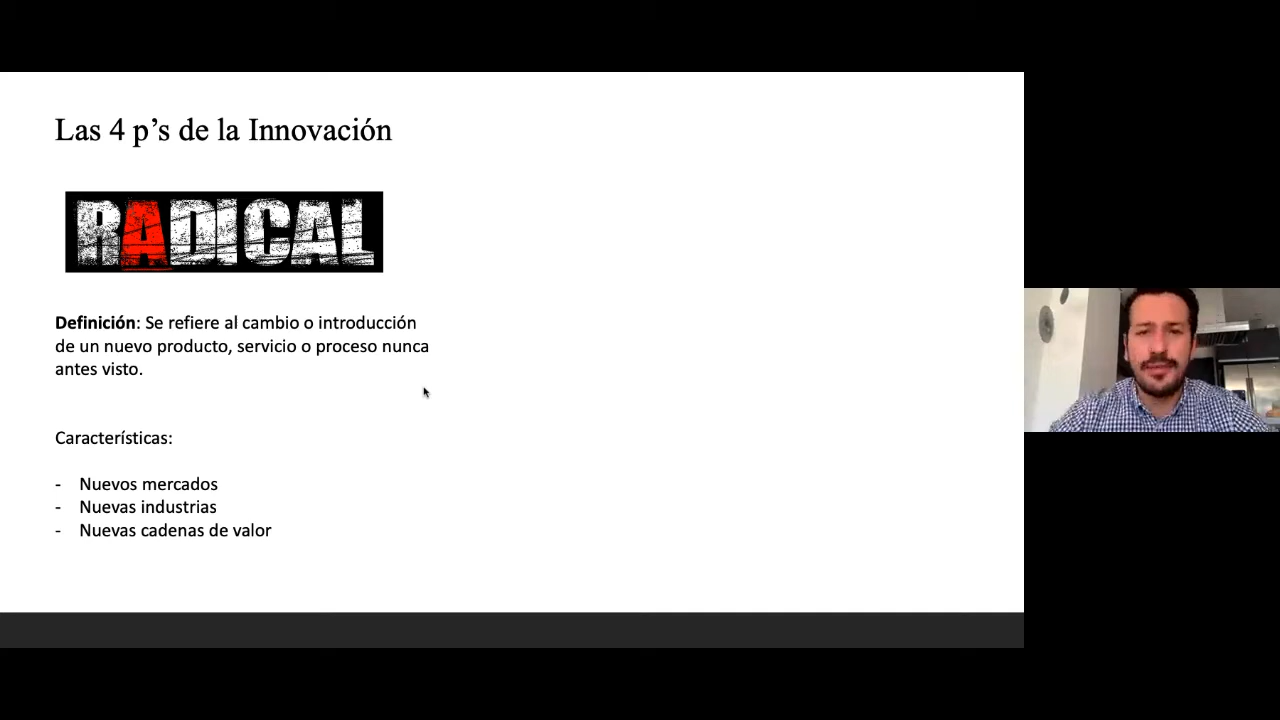 Las 4 p’s de la Innovación
RADICAL
Definición: Se refiere al cambio o introducción
de un nuevo producto, servicio o proceso nunca
antes visto.
Características:
- Nuevos mercados
- Nuevas industrias
- Nuevas cadenas de valor